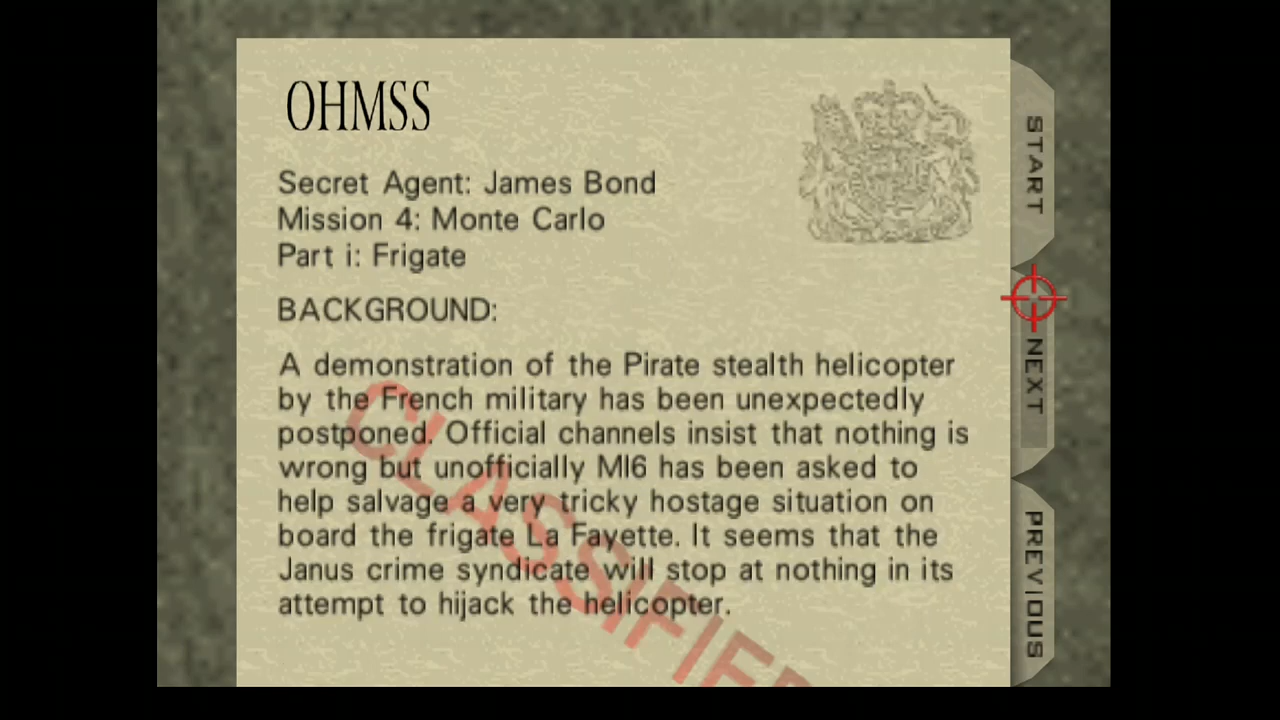 OHMSS
Secret Agent: James Bond
Mission 4: Monte Carlo
Part i: Frigate
BACKGROUND:
A demonstration of the Pirate stealth helicopter
by the French military has been unexpectedly
postponed. Official channels insist that nothing is
wrong but unofficially MI6 has been asked to
help salvage a very tricky hostage situation on
board the frigate La Fayette. It seems that the
Janus crime syndicate will stop at nothing in its
attempt to hijack the helicopter.
CLASSIFIED
START
NEXT
PREVIOUS